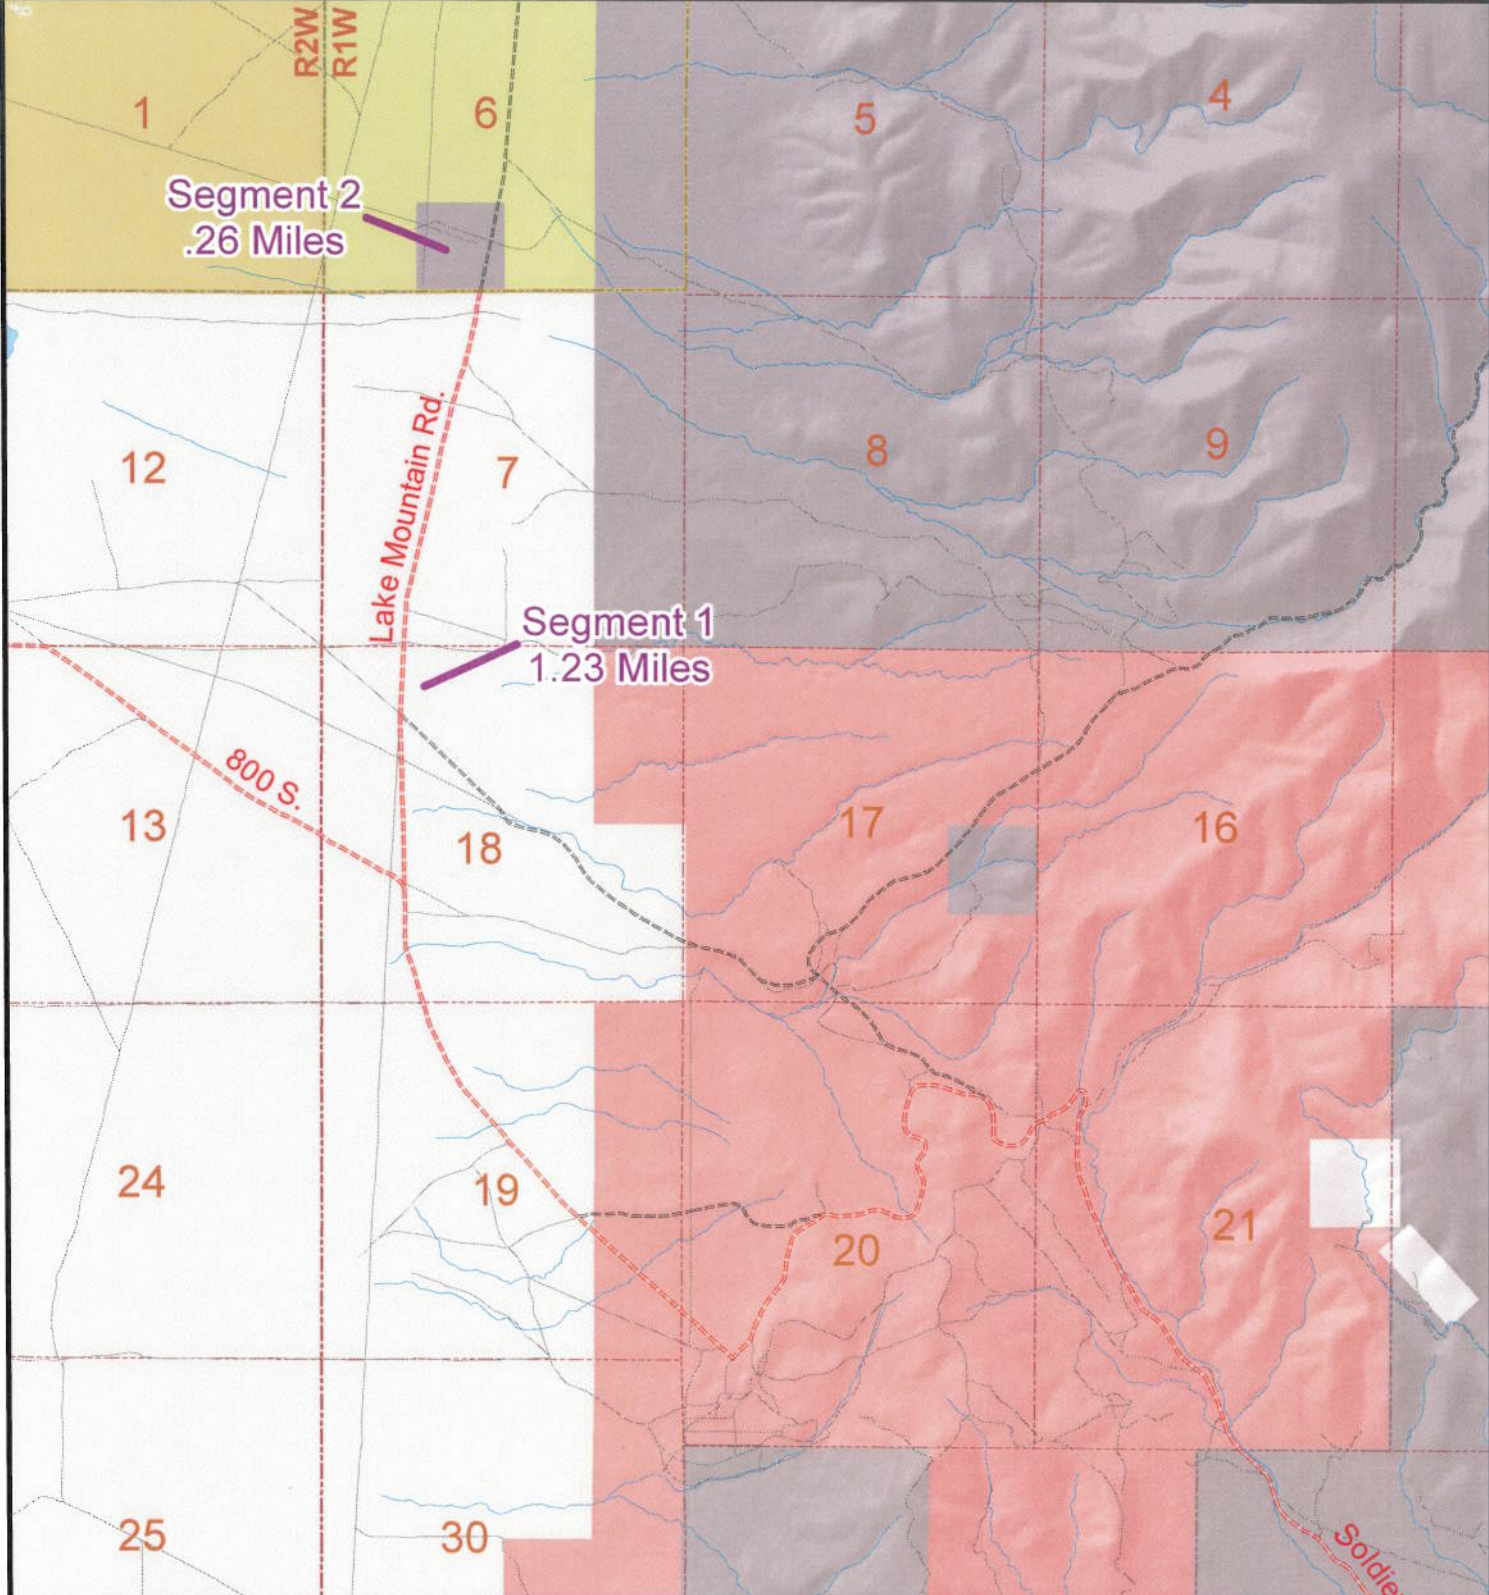 R2W
R1W
1
6
5
4
Segment 2
.26 Miles
12
Lake Mountain Rd.
7
8
9
Segment 1
1.23 Miles
800 S.
13
18
17
16
24
19
20
21
25
30
Soldie